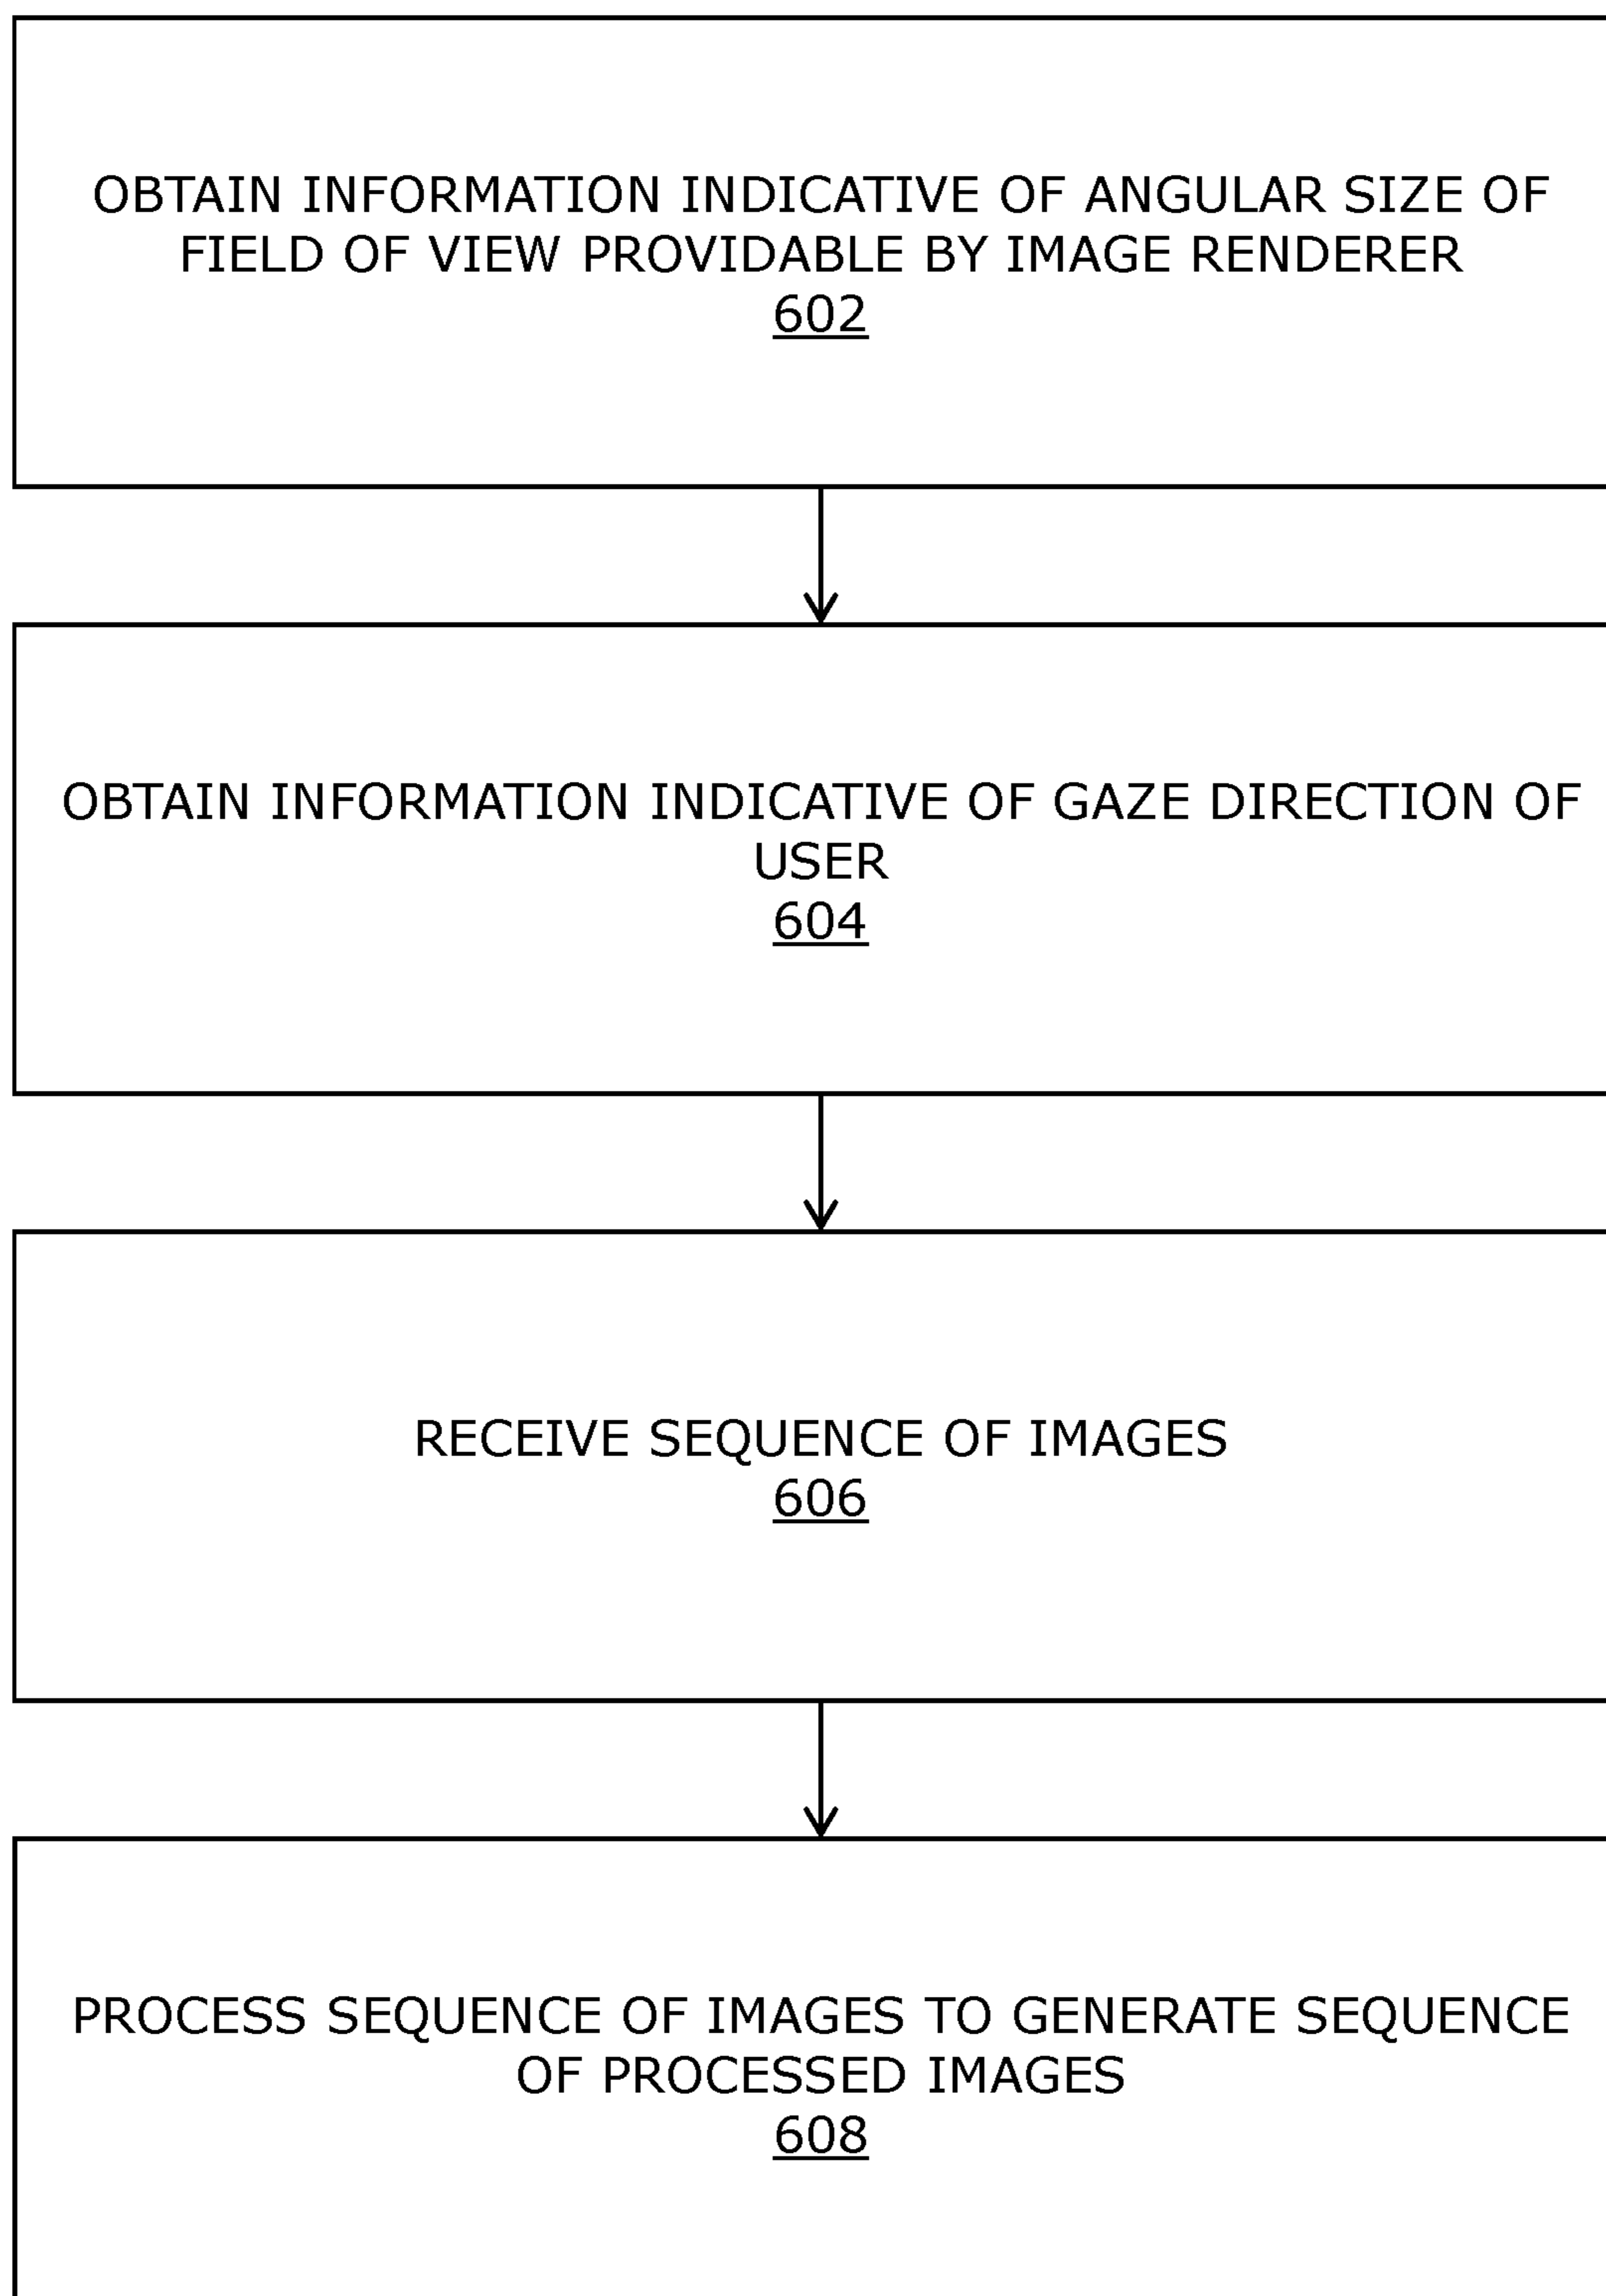 OBTAIN INFORMATION INDICATIVE OF ANGULAR SIZE OF
FIELD OF VIEW PROVIDABLE BY IMAGE RENDERER
602
OBTAIN INFORMATION INDICATIVE OF GAZE DIRECTION OF
USER
604
RECEIVE SEQUENCE OF IMAGES
606
PROCESS SEQUENCE OF IMAGES TO GENERATE SEQUENCE
OF PROCESSED IMAGES
608